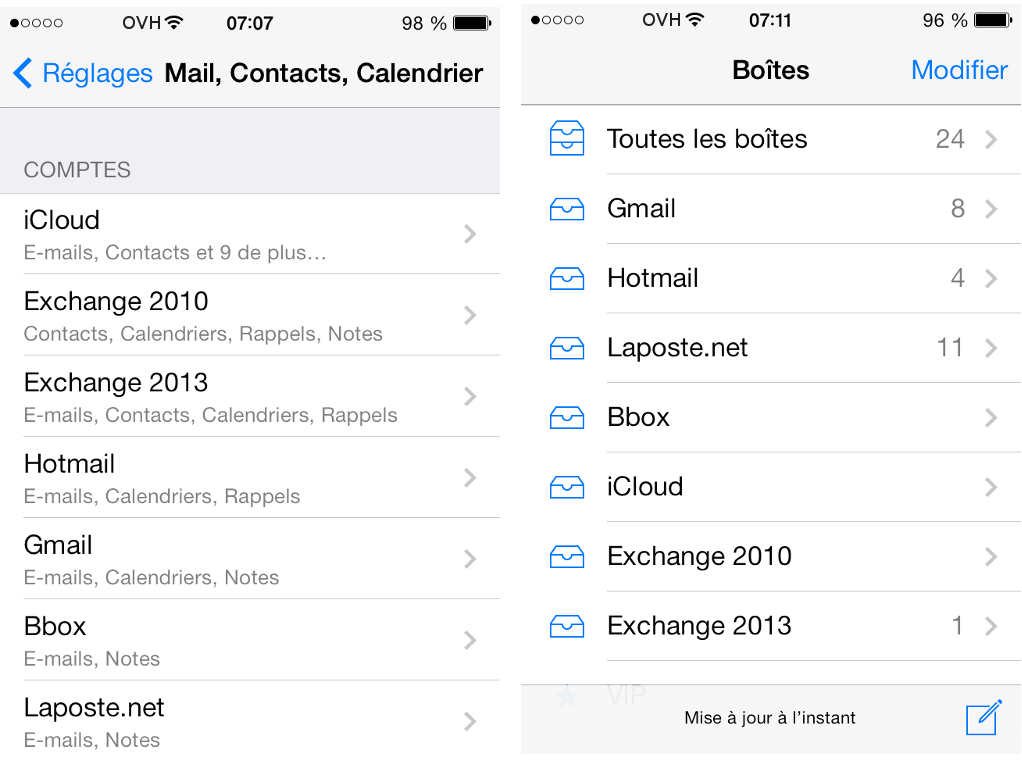 OVH 07:07 98 %
Réglages Mail, Contacts, Calendrier
COMPTES
iCloud
E-mails, Contacts et 9 de plus…
Exchange 2010
Contacts, Calendriers, Rappels, Notes
Exchange 2013
E-mails, Contacts, Calendriers, Rappels
Hotmail
E-mails, Calendriers, Rappels
Gmail
E-mails, Calendriers, Notes
Bbox
E-mails, Notes
Laposte.net
E-mails, Notes
OVH 07:11 96 %
Boîtes Modifier
Toutes les boîtes 24
Gmail 8
Hotmail 4
Laposte.net 11
Bbox
iCloud
Exchange 2010
Exchange 2013 1
VIP
Mise à jour à l’instant